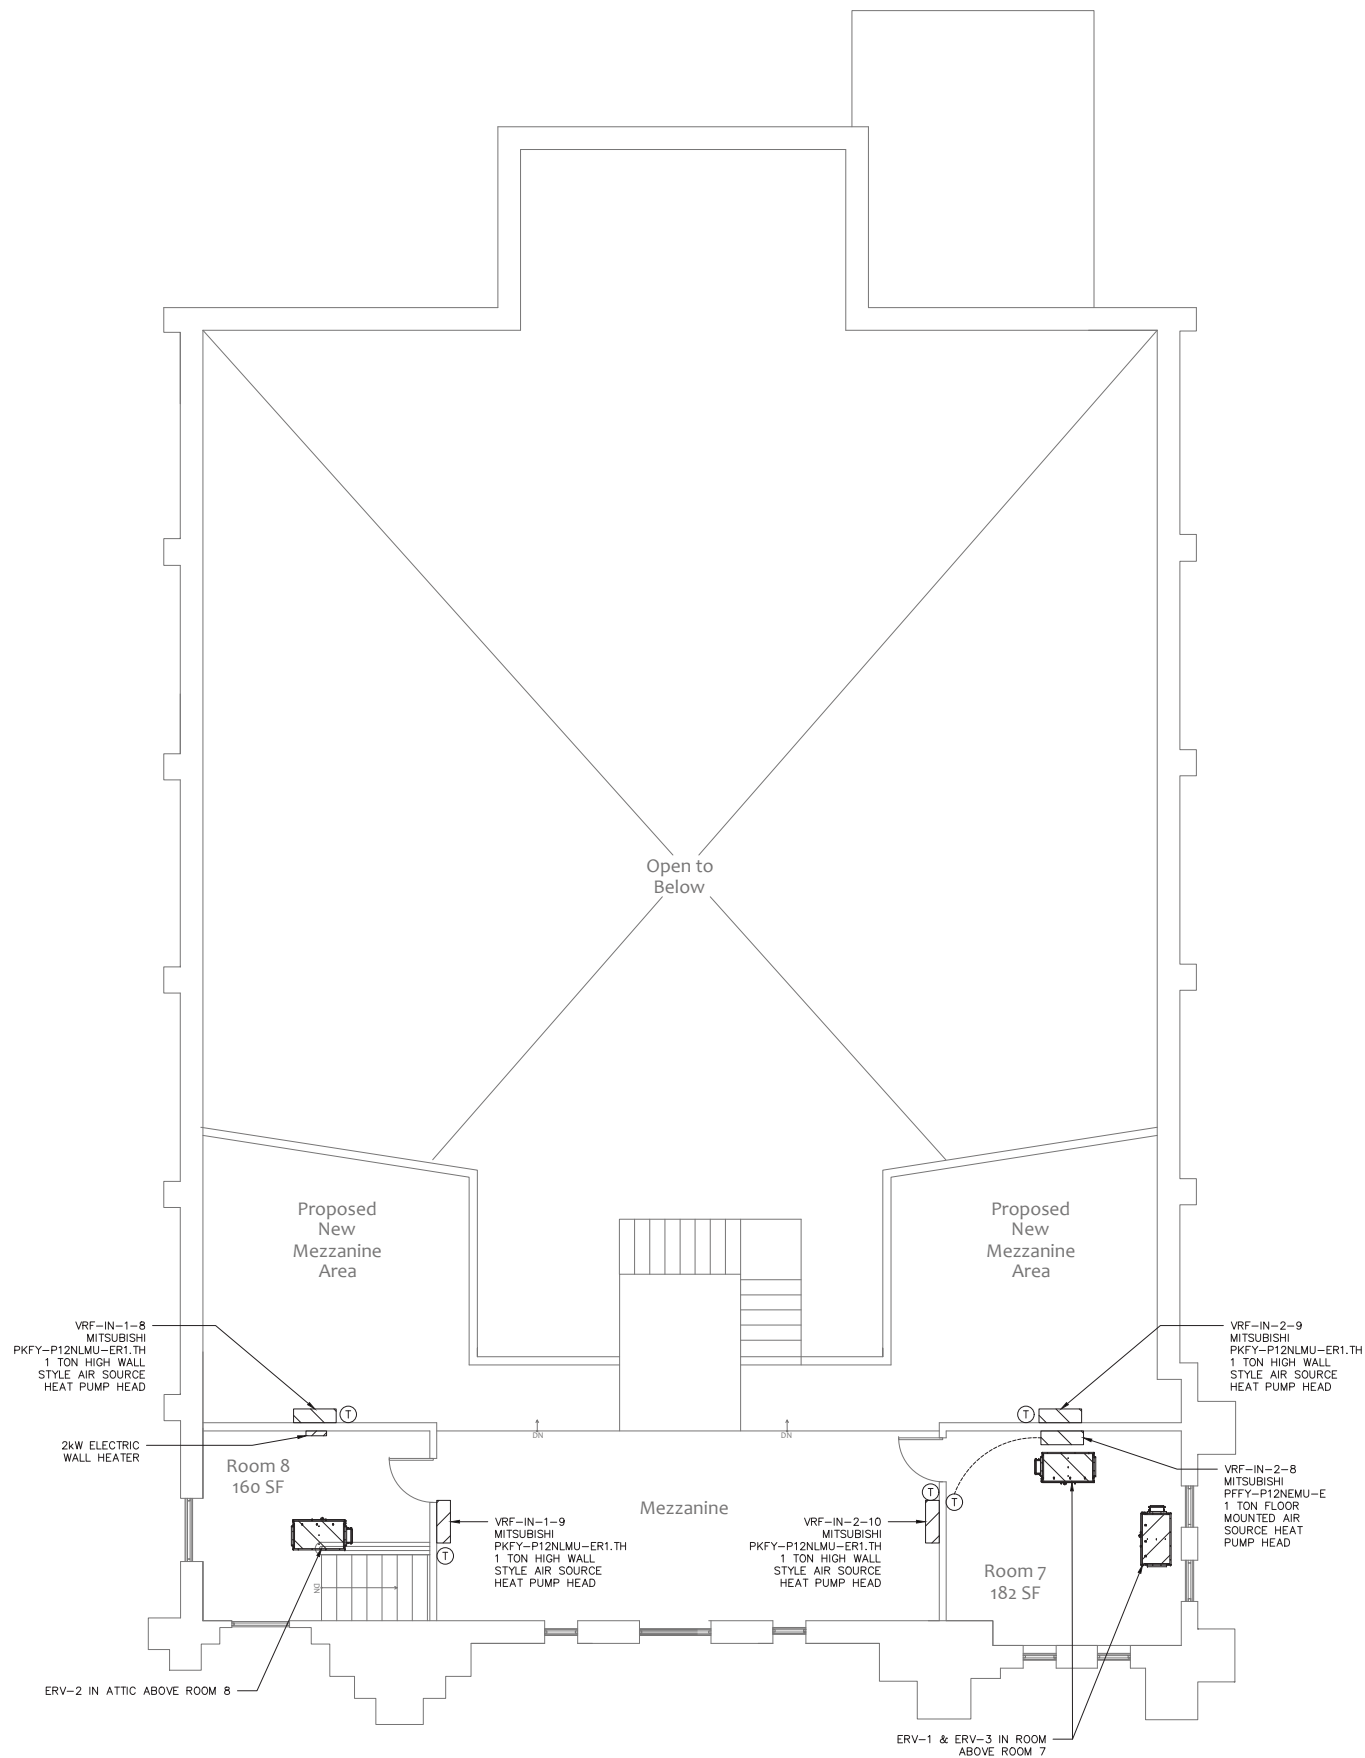 Open to
Below
Proposed
New
Mezzanine
Area
Proposed
New
Mezzanine
Area
VRF-IN-1-8
MITSUBISHI
PKFY-P12NLMU-ER1.TH
1 TON HIGH WALL
STYLE AIR SOURCE
HEAT PUMP HEAD
T
T
VRF-IN-2-9
MITSUBISHI
PKFY-P12NLMU-ER1.TH
1 TON HIGH WALL
STYLE AIR SOURCE
HEAT PUMP HEAD
DN
DN
2kW ELECTRIC
WALL HEATER
Room 8
160 SF
Mezzanine
T
T
VRF-IN-2-8
MITSUBISHI
PFFY-P12NEMU-E
1 TON FLOOR
MOUNTED AIR
SOURCE HEAT
PUMP HEAD
VRF-IN-1-9
MITSUBISHI
PKFY-P12NLMU-ER1.TH
1 TON HIGH WALL
STYLE AIR SOURCE
HEAT PUMP HEAD
T
VRF-IN-2-10
MITSUBISHI
PKFY-P12NLMU-ER1.TH
1 TON HIGH WALL
STYLE AIR SOURCE
HEAT PUMP HEAD
Room 7
182 SF
DN
ERV-2 IN ATTIC ABOVE ROOM 8
ERV-1 & ERV-3 IN ROOM
ABOVE ROOM 7